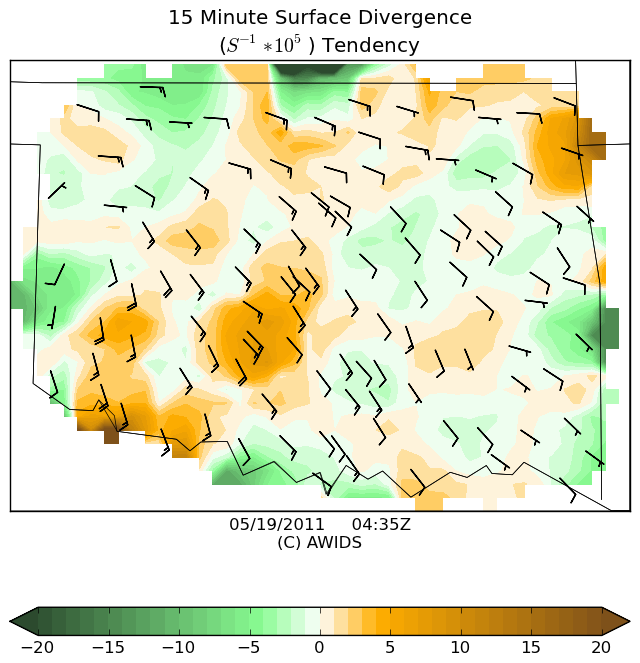 15 Minute Surface Divergence
(S⁻¹ *10⁵ ) Tendency
05/19/2011 04:35Z
(C) AWIDS
−20 −15 −10 −5 0 5 10 15 20